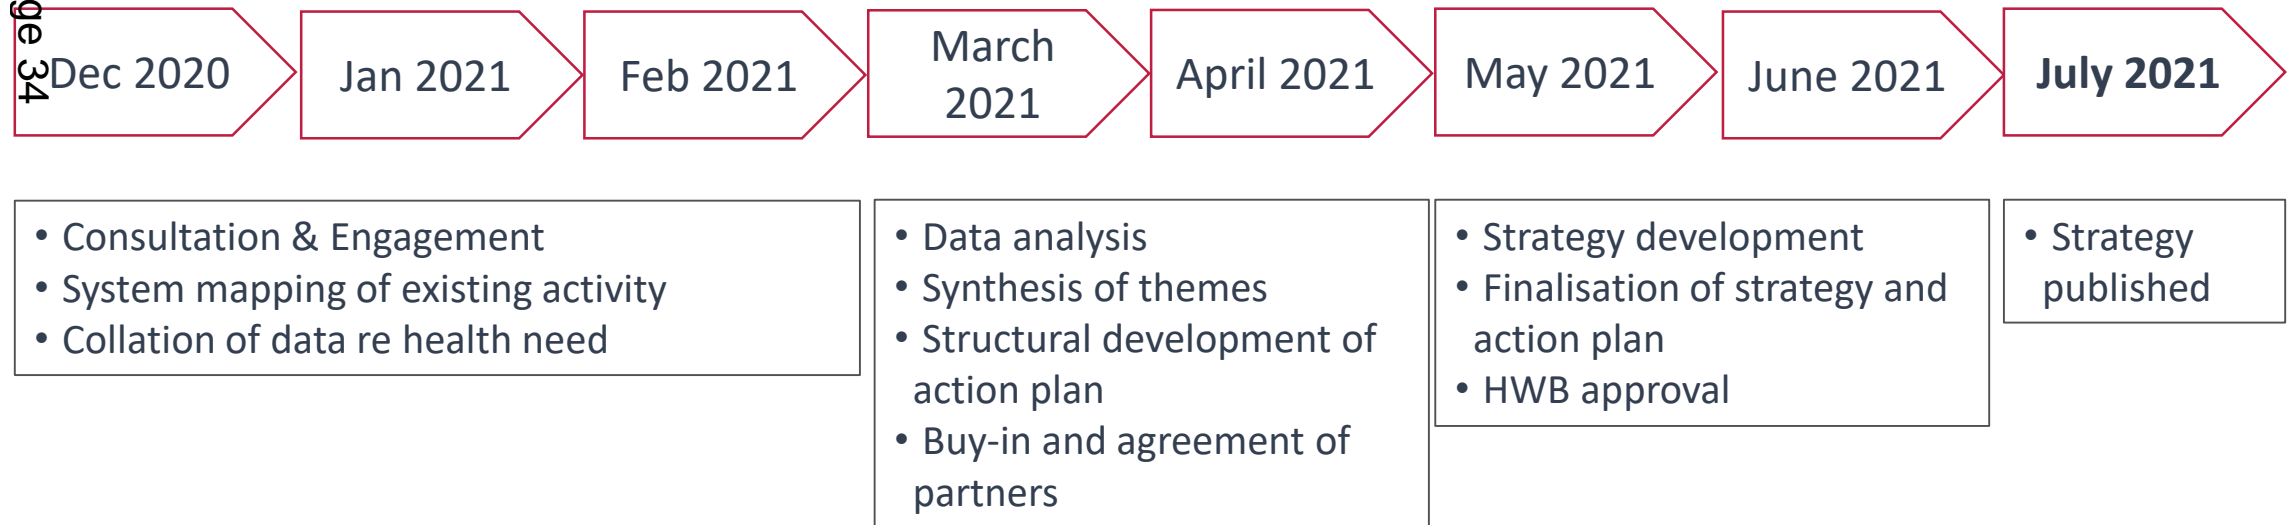 ge 34
Dec 2020
Jan 2021
Feb 2021
March
2021
April 2021
May 2021
June 2021
July 2021
• Consultation & Engagement
• System mapping of existing activity
• Collation of data re health need
• Data analysis
• Synthesis of themes
• Structural development of
action plan
• Buy-in and agreement of
partners
• Strategy development
• Finalisation of strategy and
action plan
• HWB approval
• Strategy
published